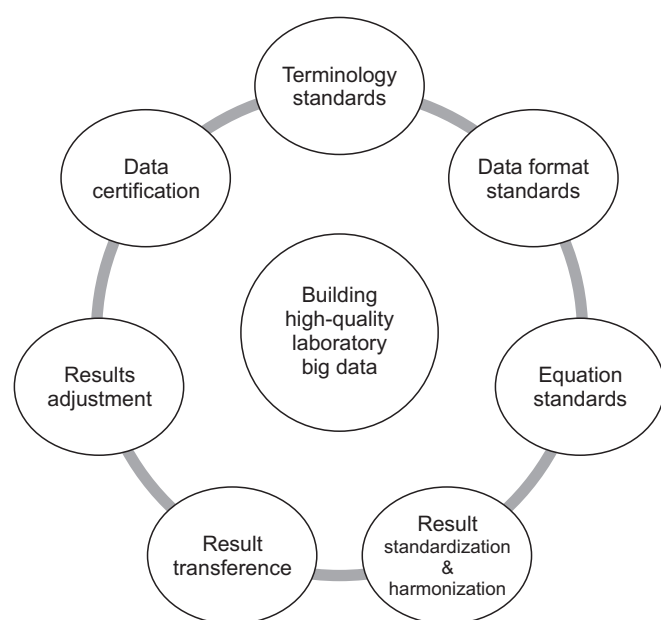 Terminology
standards
Data format
standards
Equation
standards
Result
standardization
&
harmonization
Result
transference
Results
adjustment
Data
certification
Building
high-quality
laboratory
big data